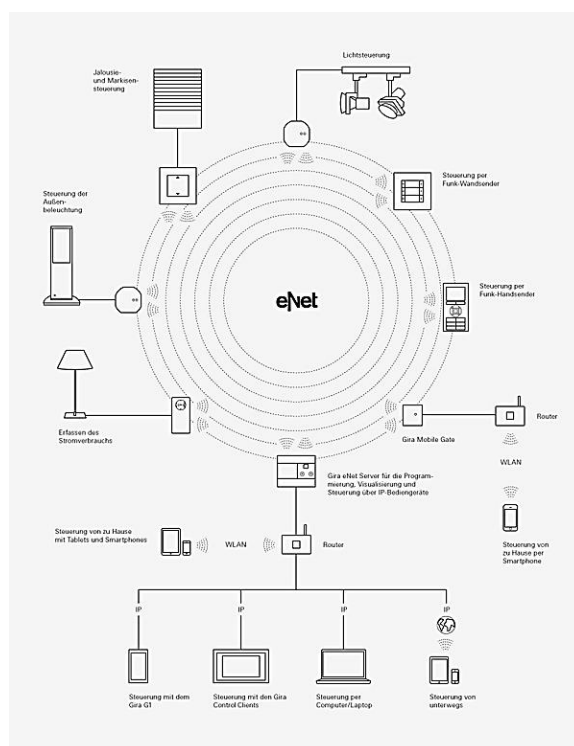 Lichtsteuerung
Jalousie-
und Markisen-
steuerung
Steuerung per
Funk-Wandsender
Steuerung der
Außen-
beleuchtung
Steuerung per
Funk-Handsender
eNet
Erfassen des
Stromverbrauchs
Gira Mobile Gate
Router
WLAN
Gira eNet Server für die Program-
mierung, Visualisierung und
Steuerung über IP-Bediengeräte
Steuerung von zu Hause
mit Tablets und Smartphones
WLAN
Router
Steuerung von
zu Hause per
Smartphone
IP
IP
IP
IP
Steuerung mit dem
Gira G1
Steuerung mit den Gira
Control Clients
Steuerung per
Computer/Laptop
Steuerung von
unterwegs